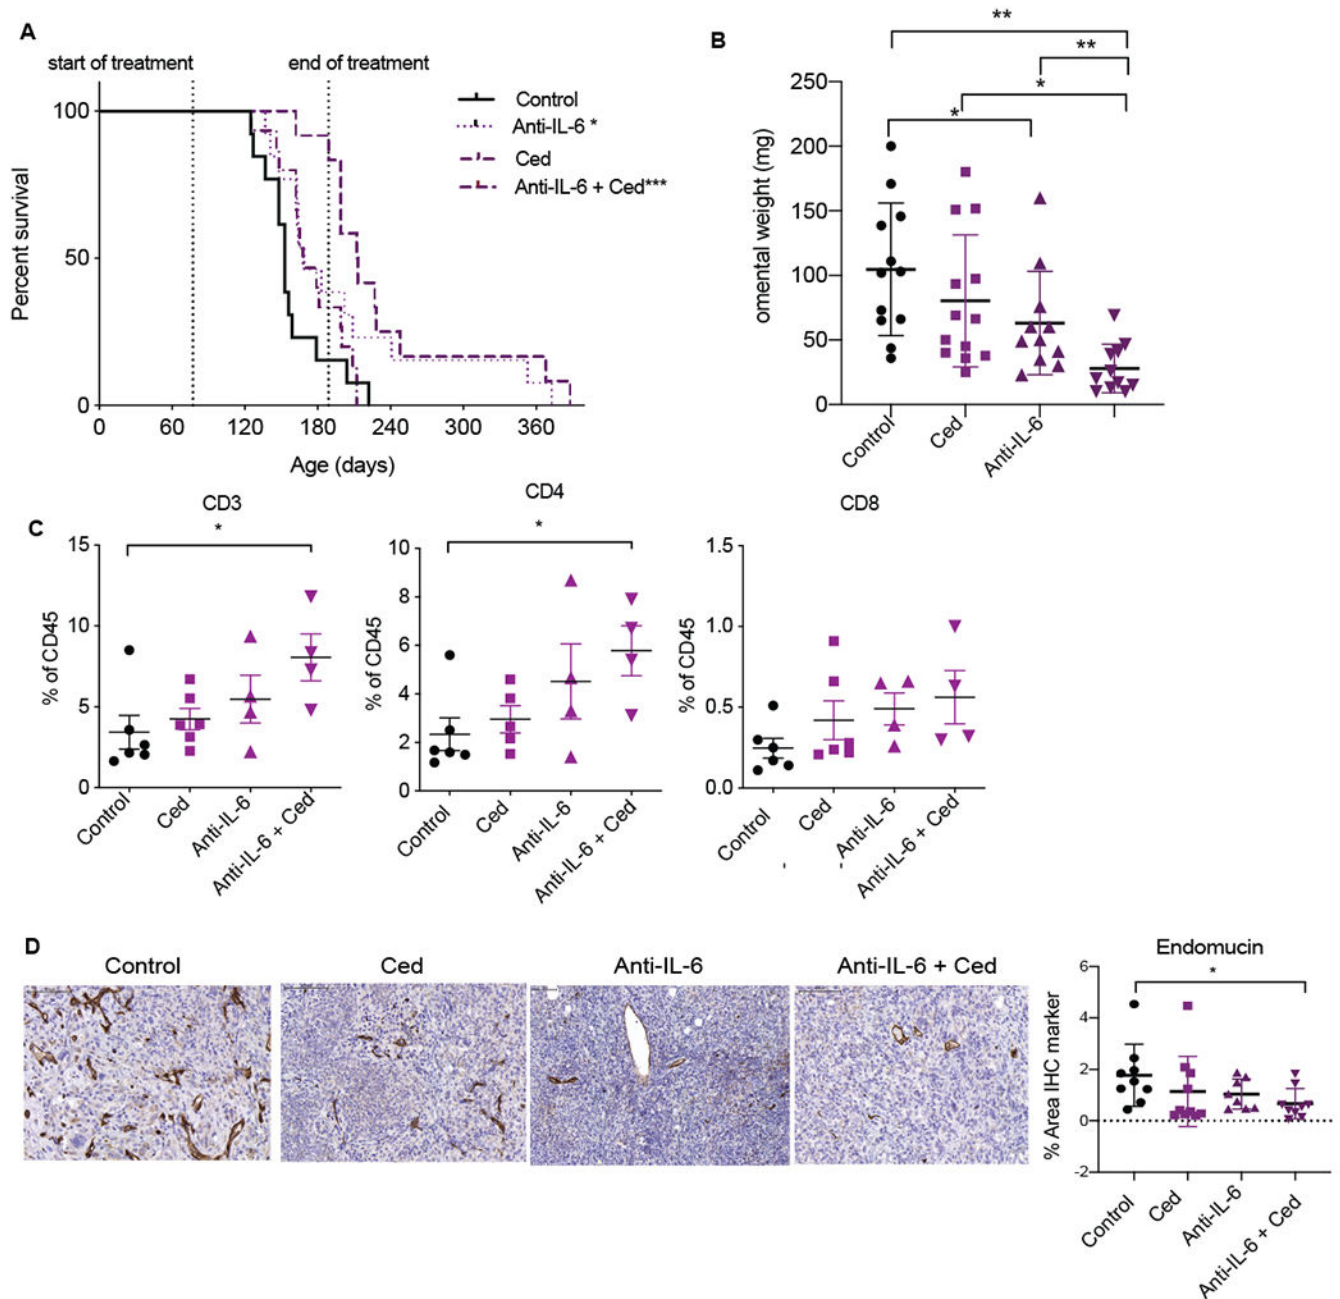 A
start of treatment
end of treatment
Control
Anti-IL-6 *
Ced
Anti-IL-6 + Ced***
Percent survival
100
50
0
0 60 120 180 240 300 360
Age (days)
B
**
**
*
*
omental weight (mg)
250
200
150
100
50
0
Control
Ced
Anti-IL-6
C
CD3
*
% of CD45
15
10
5
0
Control
Ced
Anti-IL-6
Anti-IL-6 + Ced
CD4
*
% of CD45
10
8
6
4
2
0
Control
Ced
Anti-IL-6
Anti-IL-6 + Ced
CD8
% of CD45
1.5
1.0
0.5
0.0
Control
Ced
Anti-IL-6
Anti-IL-6 + Ced
D
Control
Ced
Anti-IL-6
Anti-IL-6 + Ced
Endomucin
*
% Area IHC marker
6
4
2
0
-2
Control
Ced
Anti-IL-6
Anti-IL-6 + Ced